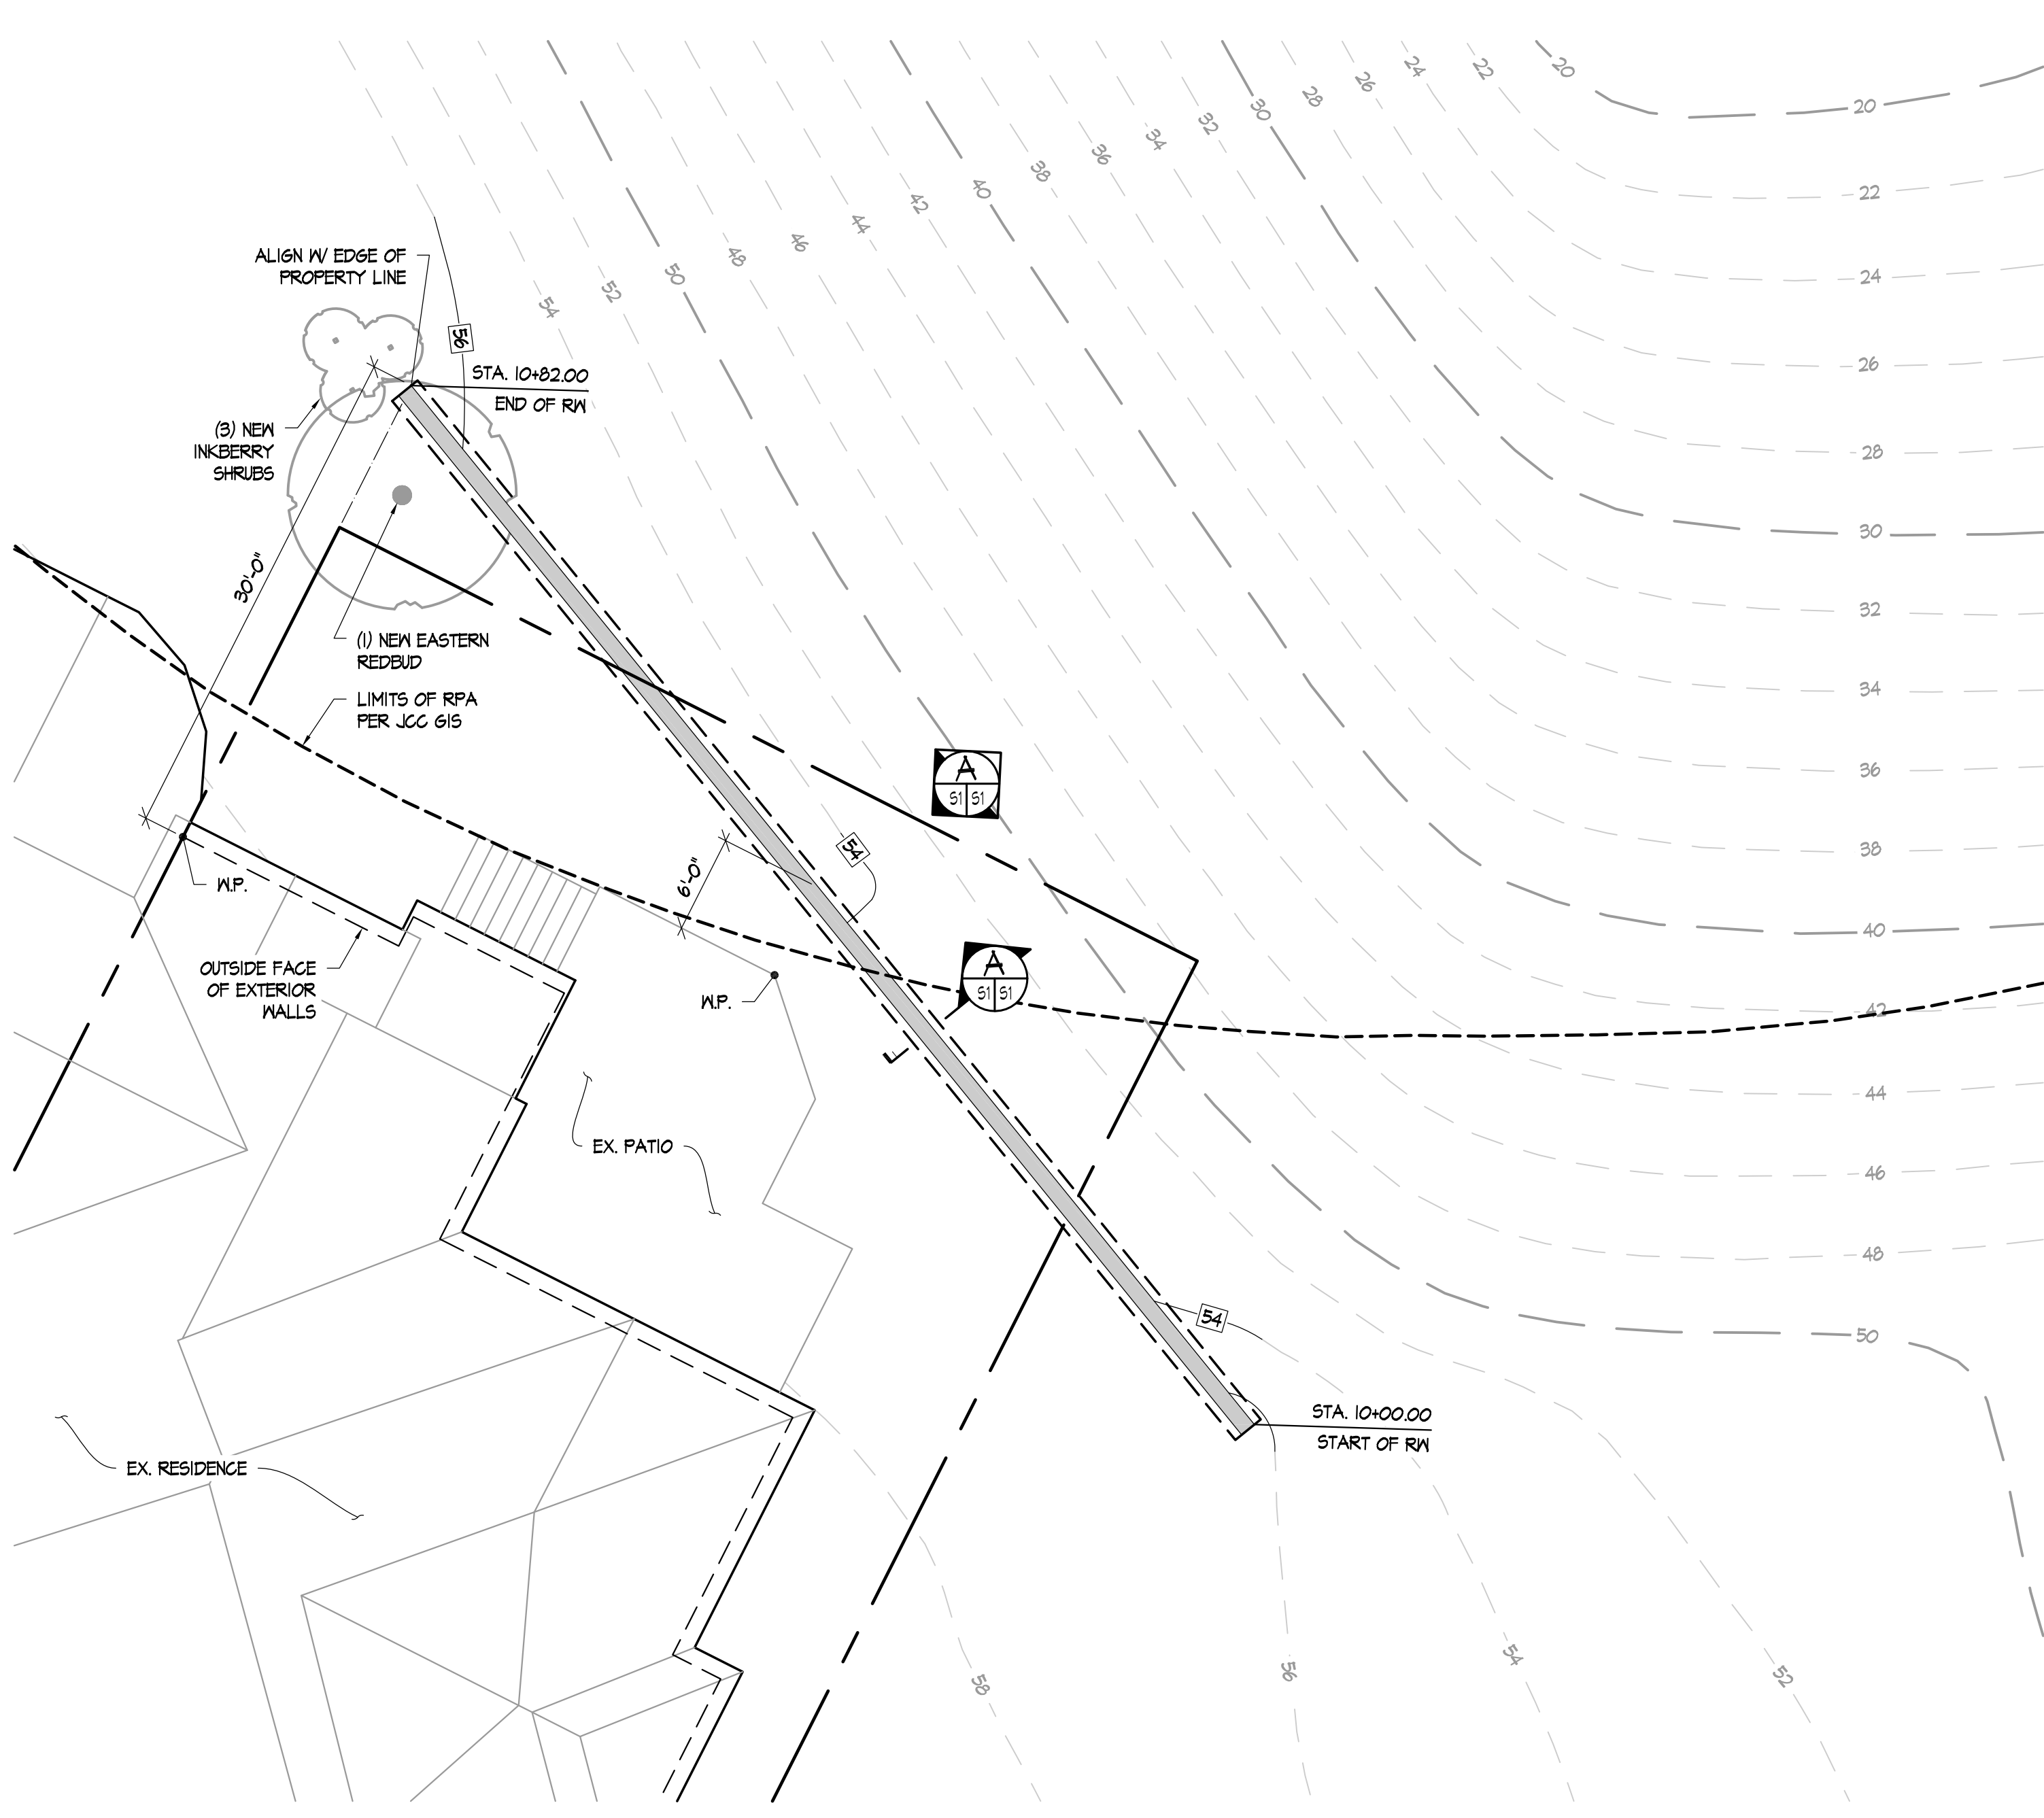 20
24
22
26
28
30
32
34
36
38
40
42
44
46
48
50
52
54
20
22
24
26
28
30
32
34
36
38
40
42
44
46
48
50
ALIGN W/ EDGE OF
PROPERTY LINE
56
STA. 10+82.00
END OF RW
(3) NEW
INKBERRY
SHRUBS
30'-0"
(1) NEW EASTERN
REDBUD
LIMITS OF RPA
PER JCC GIS
A
S1 S1
54
6'-0"
W.P.
OUTSIDE FACE
OF EXTERIOR
WALLS
A
S1 S1
W.P.
EX. PATIO
54
STA. 10+00.00
START OF RW
EX. RESIDENCE
58
56
54
52